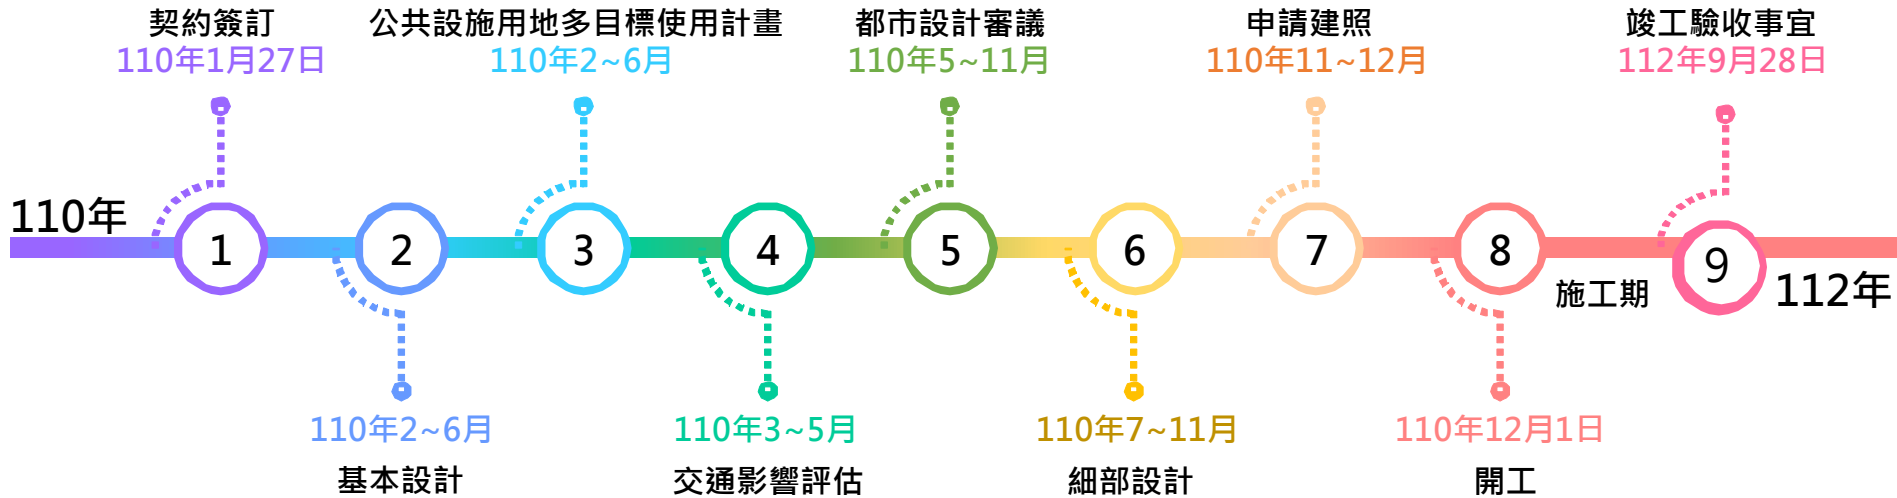 契約簽訂
110年1月27日
公共設施用地多目標使用計畫
110年2~6月
都市設計審議
110年5~11月
申請建照
110年11~12月
竣工驗收事宜
112年9月28日
110年
1
2
3
4
5
6
7
8
9
施工期
112年
110年2~6月
基本設計
110年3~5月
交通影響評估
110年7~11月
細部設計
110年12月1日
開工